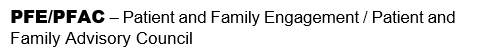 PFE/PFAC – Patient and Family Engagement / Patient and
Family Advisory Council